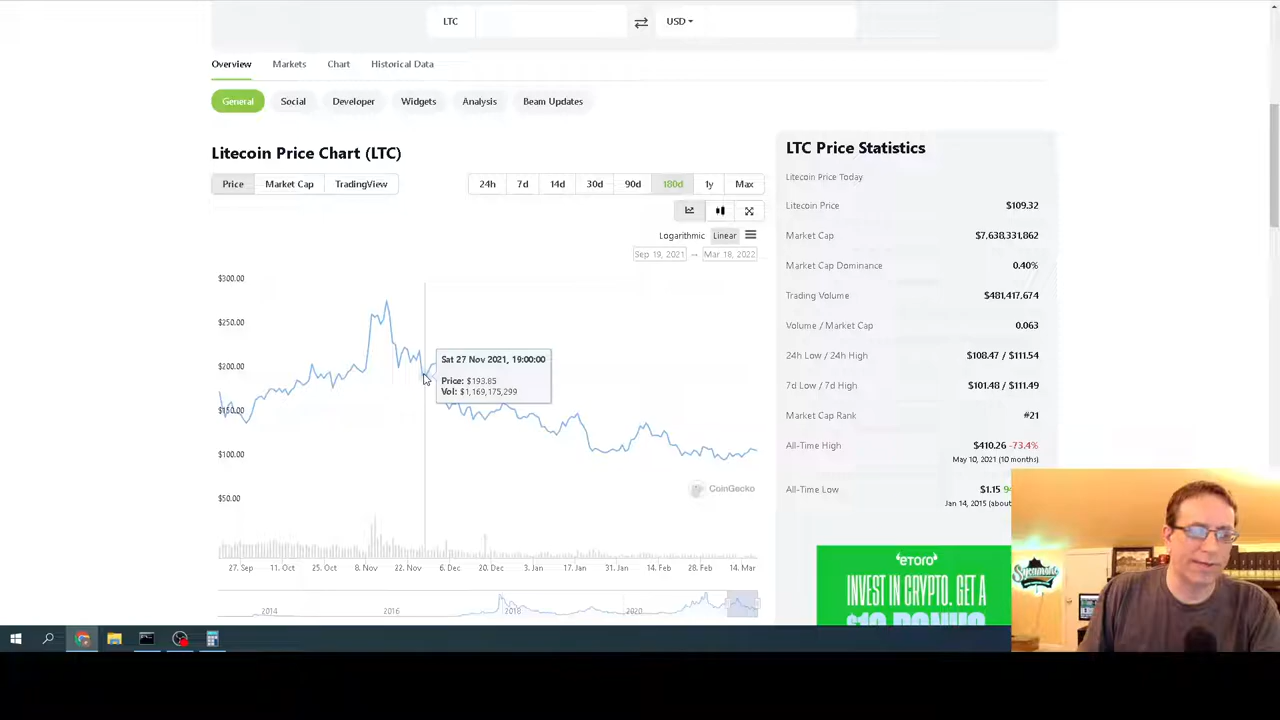 LTC
USD
Overview
Markets
Chart
Historical Data
General
Social
Developer
Widgets
Analysis
Beam Updates
Litecoin Price Chart (LTC)
Price
Market Cap
TradingView
24h
7d
14d
30d
90d
180d
1y
Max
Logarithmic
Linear
Sep 19, 2021 → Mar 18, 2022
$300.00
$250.00
$200.00
$150.00
$100.00
$50.00
Sat 27 Nov 2021, 19:00:00
Price: $193.85
Vol: $1,169,175,299
CoinGecko
27. Sep
11. Oct
25. Oct
8. Nov
22. Nov
6. Dec
20. Dec
3. Jan
17. Jan
31. Jan
14. Feb
28. Feb
14. Mar
2014
2016
2018
2020
LTC Price Statistics
Litecoin Price Today
Litecoin Price $109.32
Market Cap $7,638,331,862
Market Cap Dominance 0.40%
Trading Volume $481,417,674
Volume / Market Cap 0.063
24h Low / 24h High $108.47 / $111.54
7d Low / 7d High $101.48 / $111.49
Market Cap Rank #21
All-Time High $410.26 -73.4%
May 10, 2021 (10 months)
All-Time Low $1.15
Jan 14, 2015 (about
eToro
INVEST IN CRYPTO. GET A
$10 BONUS
Sycamore